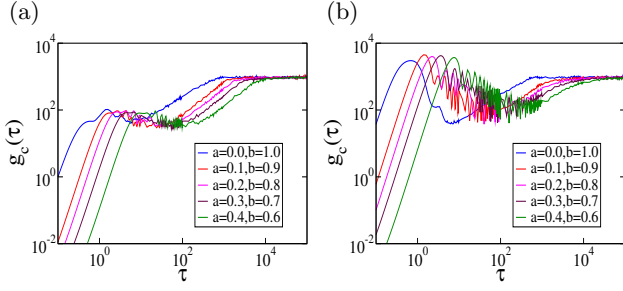 (a)
10^4
10^2
10^0
10^-2
g_c(τ)
a=0.0,b=1.0
a=0.1,b=0.9
a=0.2,b=0.8
a=0.3,b=0.7
a=0.4,b=0.6
10^0 10^2 10^4
τ
(b)
10^4
10^2
10^0
10^-2
g_c(τ)
a=0.0,b=1.0
a=0.1,b=0.9
a=0.2,b=0.8
a=0.3,b=0.7
a=0.4,b=0.6
10^0 10^2 10^4
τ